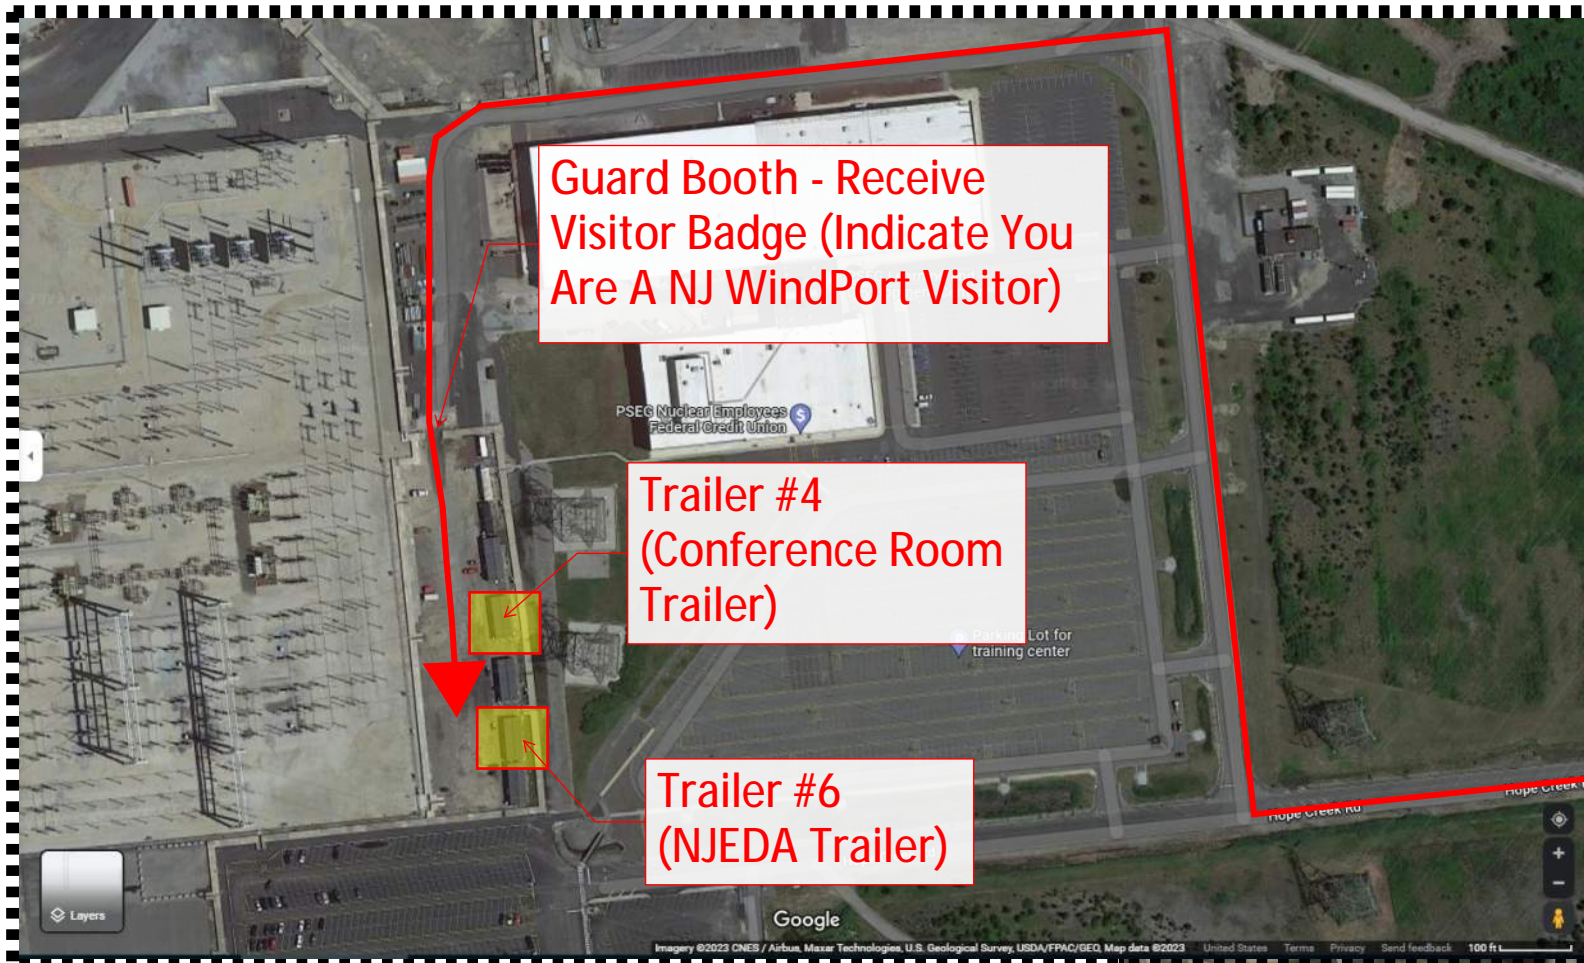 Guard Booth - Receive
Visitor Badge (Indicate You
Are A NJ WindPort Visitor)
PSEG Nuclear Employees
Federal Credit Union
Trailer #4
(Conference Room
Trailer)
Parking Lot for
training center
Trailer #6
(NJEDA Trailer)
Hope Creek
Hope Creek Rd
Layers
Google
Imagery ©2023 CNES / Airbus, Maxar Technologies, U.S. Geological Survey, USDA/FPAC/GEO, Map data ©2023 United States Terms Privacy Send feedback 100 ft